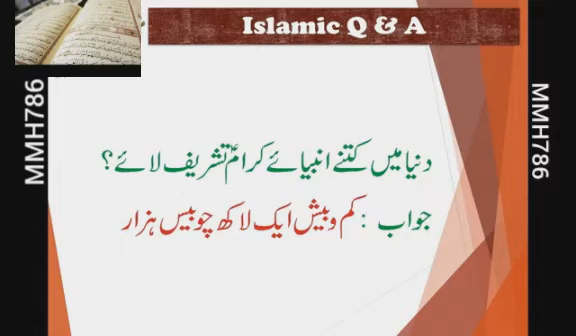 Islamic Q & A
MMH786
MMH786
دنیا میں کتنے انبیائے کرامؑ تشریف لائے؟
جواب : کم و بیش ایک لاکھ چوبیس ہزار